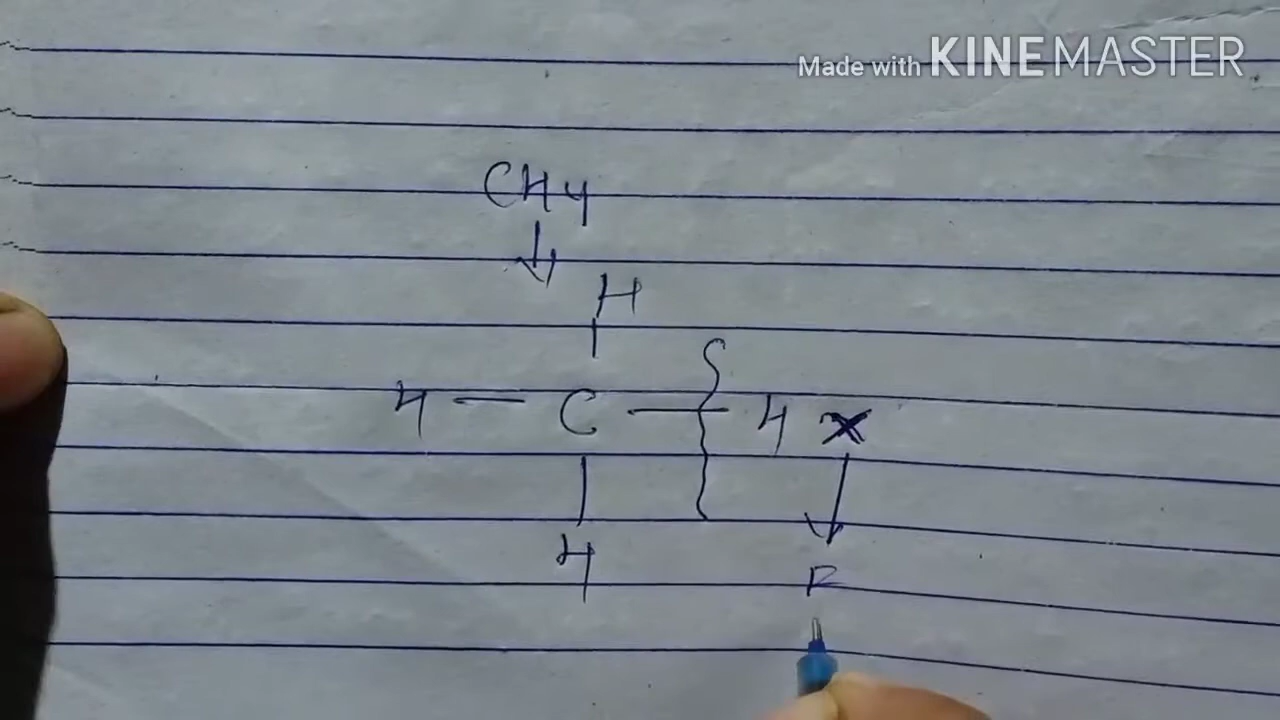 Made with KINEMASTER
CH4
H
H — C — H X
H
F